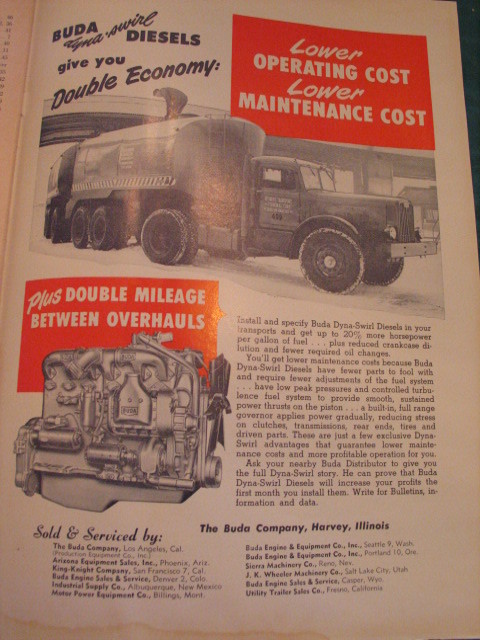 BUDA dyna-swirl DIESELS
give you
Double Economy:
Lower
OPERATING COST
Lower
MAINTENANCE COST
Plus DOUBLE MILEAGE
BETWEEN OVERHAULS
BUDA
Install and specify Buda Dyna-Swirl Diesels in your
transports and get up to 20% more horsepower
per gallon of fuel . . . plus reduced crankcase di-
lution and fewer required oil changes.
You'll get lower maintenance costs because Buda
Dyna-Swirl Diesels have fewer parts to fool with
and require fewer adjustments of the fuel system
. . . have low peak pressures and controlled turbu-
lence fuel system to provide smooth, sustained
power thrusts on the piston . . . a built-in, full range
governor applies power gradually, reducing stress
on clutches, transmissions, rear ends, tires and
driven parts. These are just a few exclusive Dyna-
Swirl advantages that guarantee lower mainte-
nance costs and more profitable operation for you.
Ask your nearby Buda Distributor to give you
the full Dyna-Swirl story. He can prove that Buda
Dyna-Swirl Diesels will increase your profits the
first month you install them. Write for Bulletins, in-
formation and data.
The Buda Company, Harvey, Illinois
Sold & Serviced by:
The Buda Company, Los Angeles, Cal.
(Production Equipment Co., Inc.)
Arizona Equipment Sales, Inc., Phoenix, Ariz.
King-Knight Company, San Francisco 7, Cal.
Buda Engine Sales & Service, Denver 2, Colo.
Industrial Supply Co., Albuquerque, New Mexico
Motor Power Equipment Co., Billings, Mont.
Buda Engine & Equipment Co., Inc., Seattle 9, Wash.
Buda Engine & Equipment Co., Inc., Portland 10, Ore.
Sierra Machinery Co., Reno, Nev.
J. K. Wheeler Machinery Co., Salt Lake City, Utah
Buda Engine Sales & Service, Casper, Wyo.
Utility Trailer Sales Co., Fresno, California